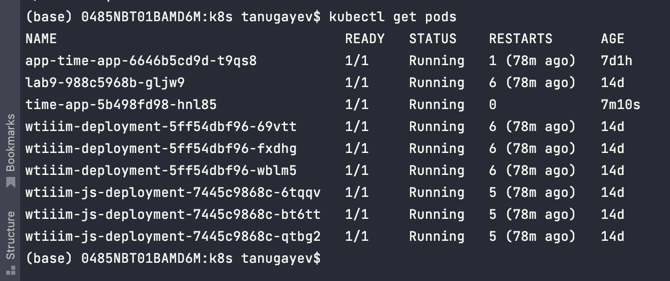 (base) 0485NBT01BAMD6M:k8s tanugayev$ kubectl get pods
NAME READY STATUS RESTARTS AGE
app-time-app-6646b5cd9d-t9qs8 1/1 Running 1 (78m ago) 7d1h
lab9-988c5968b-gljw9 1/1 Running 6 (78m ago) 14d
time-app-5b498fd98-hnl85 1/1 Running 0 7m10s
wtiiim-deployment-5ff54dbf96-69vtt 1/1 Running 6 (78m ago) 14d
wtiiim-deployment-5ff54dbf96-fxdhg 1/1 Running 6 (78m ago) 14d
wtiiim-deployment-5ff54dbf96-wblm5 1/1 Running 6 (78m ago) 14d
wtiiim-js-deployment-7445c9868c-6tqqv 1/1 Running 5 (78m ago) 14d
wtiiim-js-deployment-7445c9868c-bt6tt 1/1 Running 5 (78m ago) 14d
wtiiim-js-deployment-7445c9868c-qtbg2 1/1 Running 5 (78m ago) 14d
(base) 0485NBT01BAMD6M:k8s tanugayev$
Bookmarks
Structure